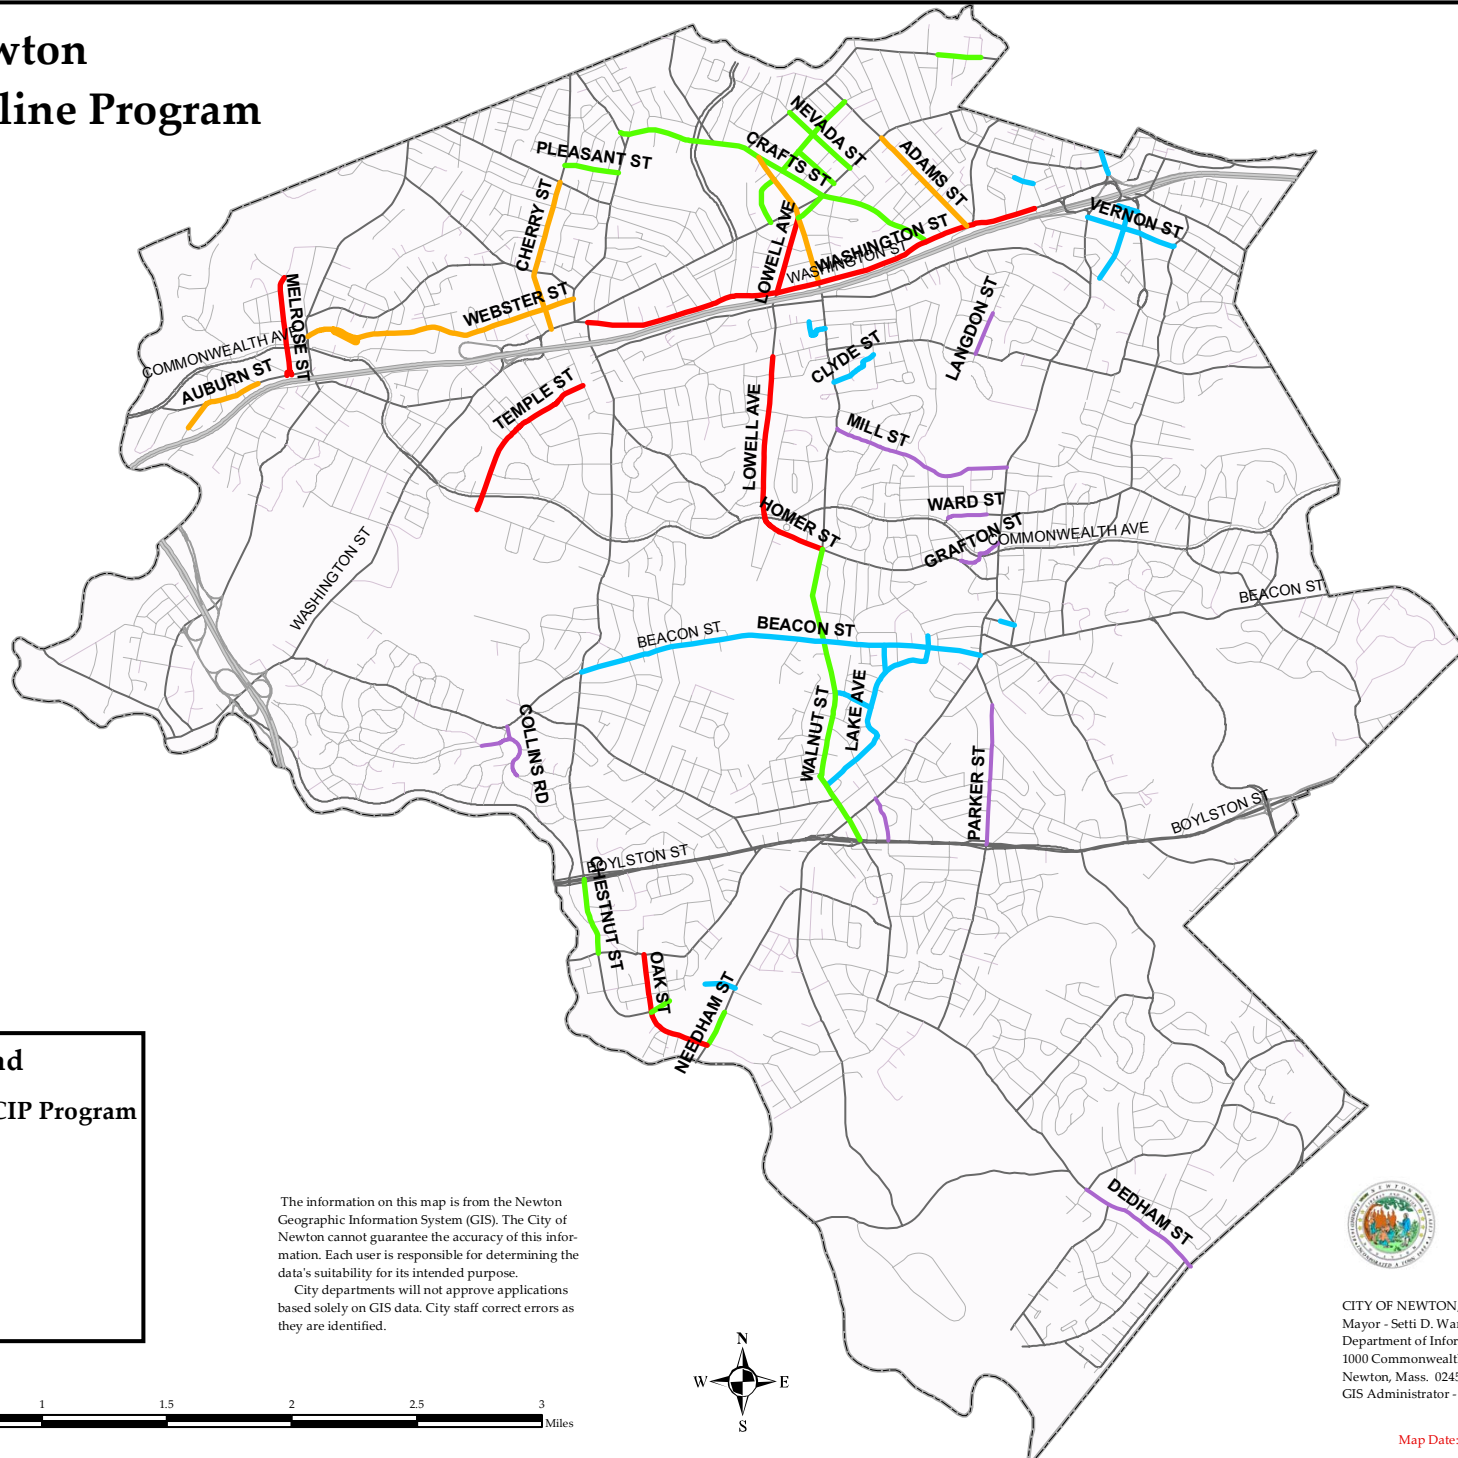 wton
line Program
NEVADA ST
CRAFTS ST
ADAMS ST
PLEASANT ST
CHERRY ST
LOWELL AVE
WASHINGTON ST
WASHINGTON ST
VERNON ST
MELROSE ST
WEBSTER ST
COMMONWEALTH AVE
AUBURN ST
LANGDON ST
CLYDE ST
TEMPLE ST
LOWELL AVE
MILL ST
WARD ST
HOMER ST
GRAFTON ST
COMMONWEALTH AVE
WASHINGTON ST
BEACON ST
BEACON ST
BEACON ST
LAKE AVE
WALNUT ST
COLLINS RD
PARKER ST
BOYLSTON ST
BOYLSTON ST
CHESTNUT ST
OAK ST
NEEDHAM ST
DEDHAM ST
nd
CIP Program
The information on this map is from the Newton
Geographic Information System (GIS). The City of
Newton cannot guarantee the accuracy of this infor-
mation. Each user is responsible for determining the
data's suitability for its intended purpose.
City departments will not approve applications
based solely on GIS data. City staff correct errors as
they are identified.
N
W E
S
1 1.5 2 2.5 3
Miles
CITY OF NEWTON,
Mayor - Setti D. War
Department of Infor
1000 Commonwealt
Newton, Mass. 0245
GIS Administrator -
Map Date: